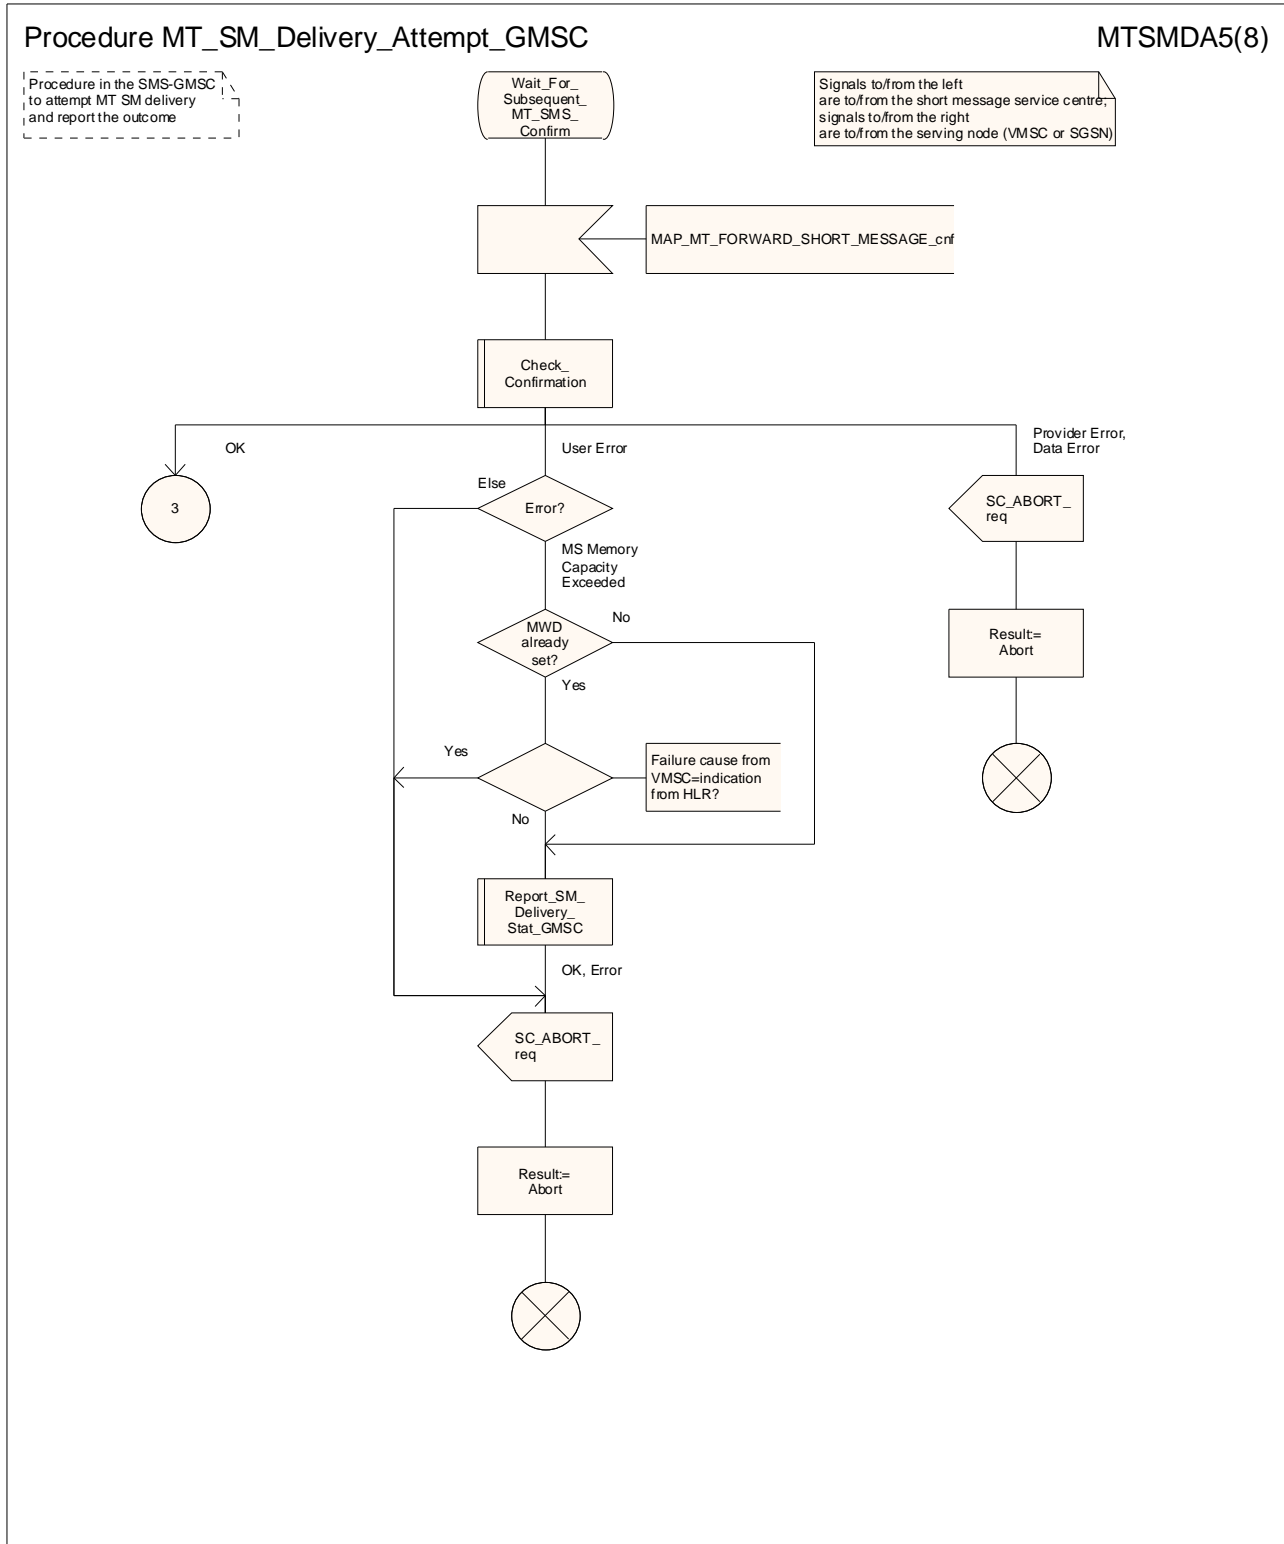 Procedure MT_SM_Delivery_Attempt_GMSC
MTSMDA5(8)
Procedure in the SMS-GMSC
to attempt MT SM delivery
and report the outcome
Wait_For_
Subsequent_
MT_SMS_
Confirm
Signals to/from the left
are to/from the short message service centre;
signals to/from the right
are to/from the serving node (VMSC or SGSN)
MAP_MT_FORWARD_SHORT_MESSAGE_cnf
Check_
Confirmation
OK
User Error
Provider Error,
Data Error
3
Else
Error?
SC_ABORT_
req
MS Memory
Capacity
Exceeded
No
MWD
already
set?
Result:=
Abort
Yes
Yes
Failure cause from
VMSC=indication
from HLR?
No
Report_SM_
Delivery_
Stat_GMSC
OK, Error
SC_ABORT_
req
Result:=
Abort